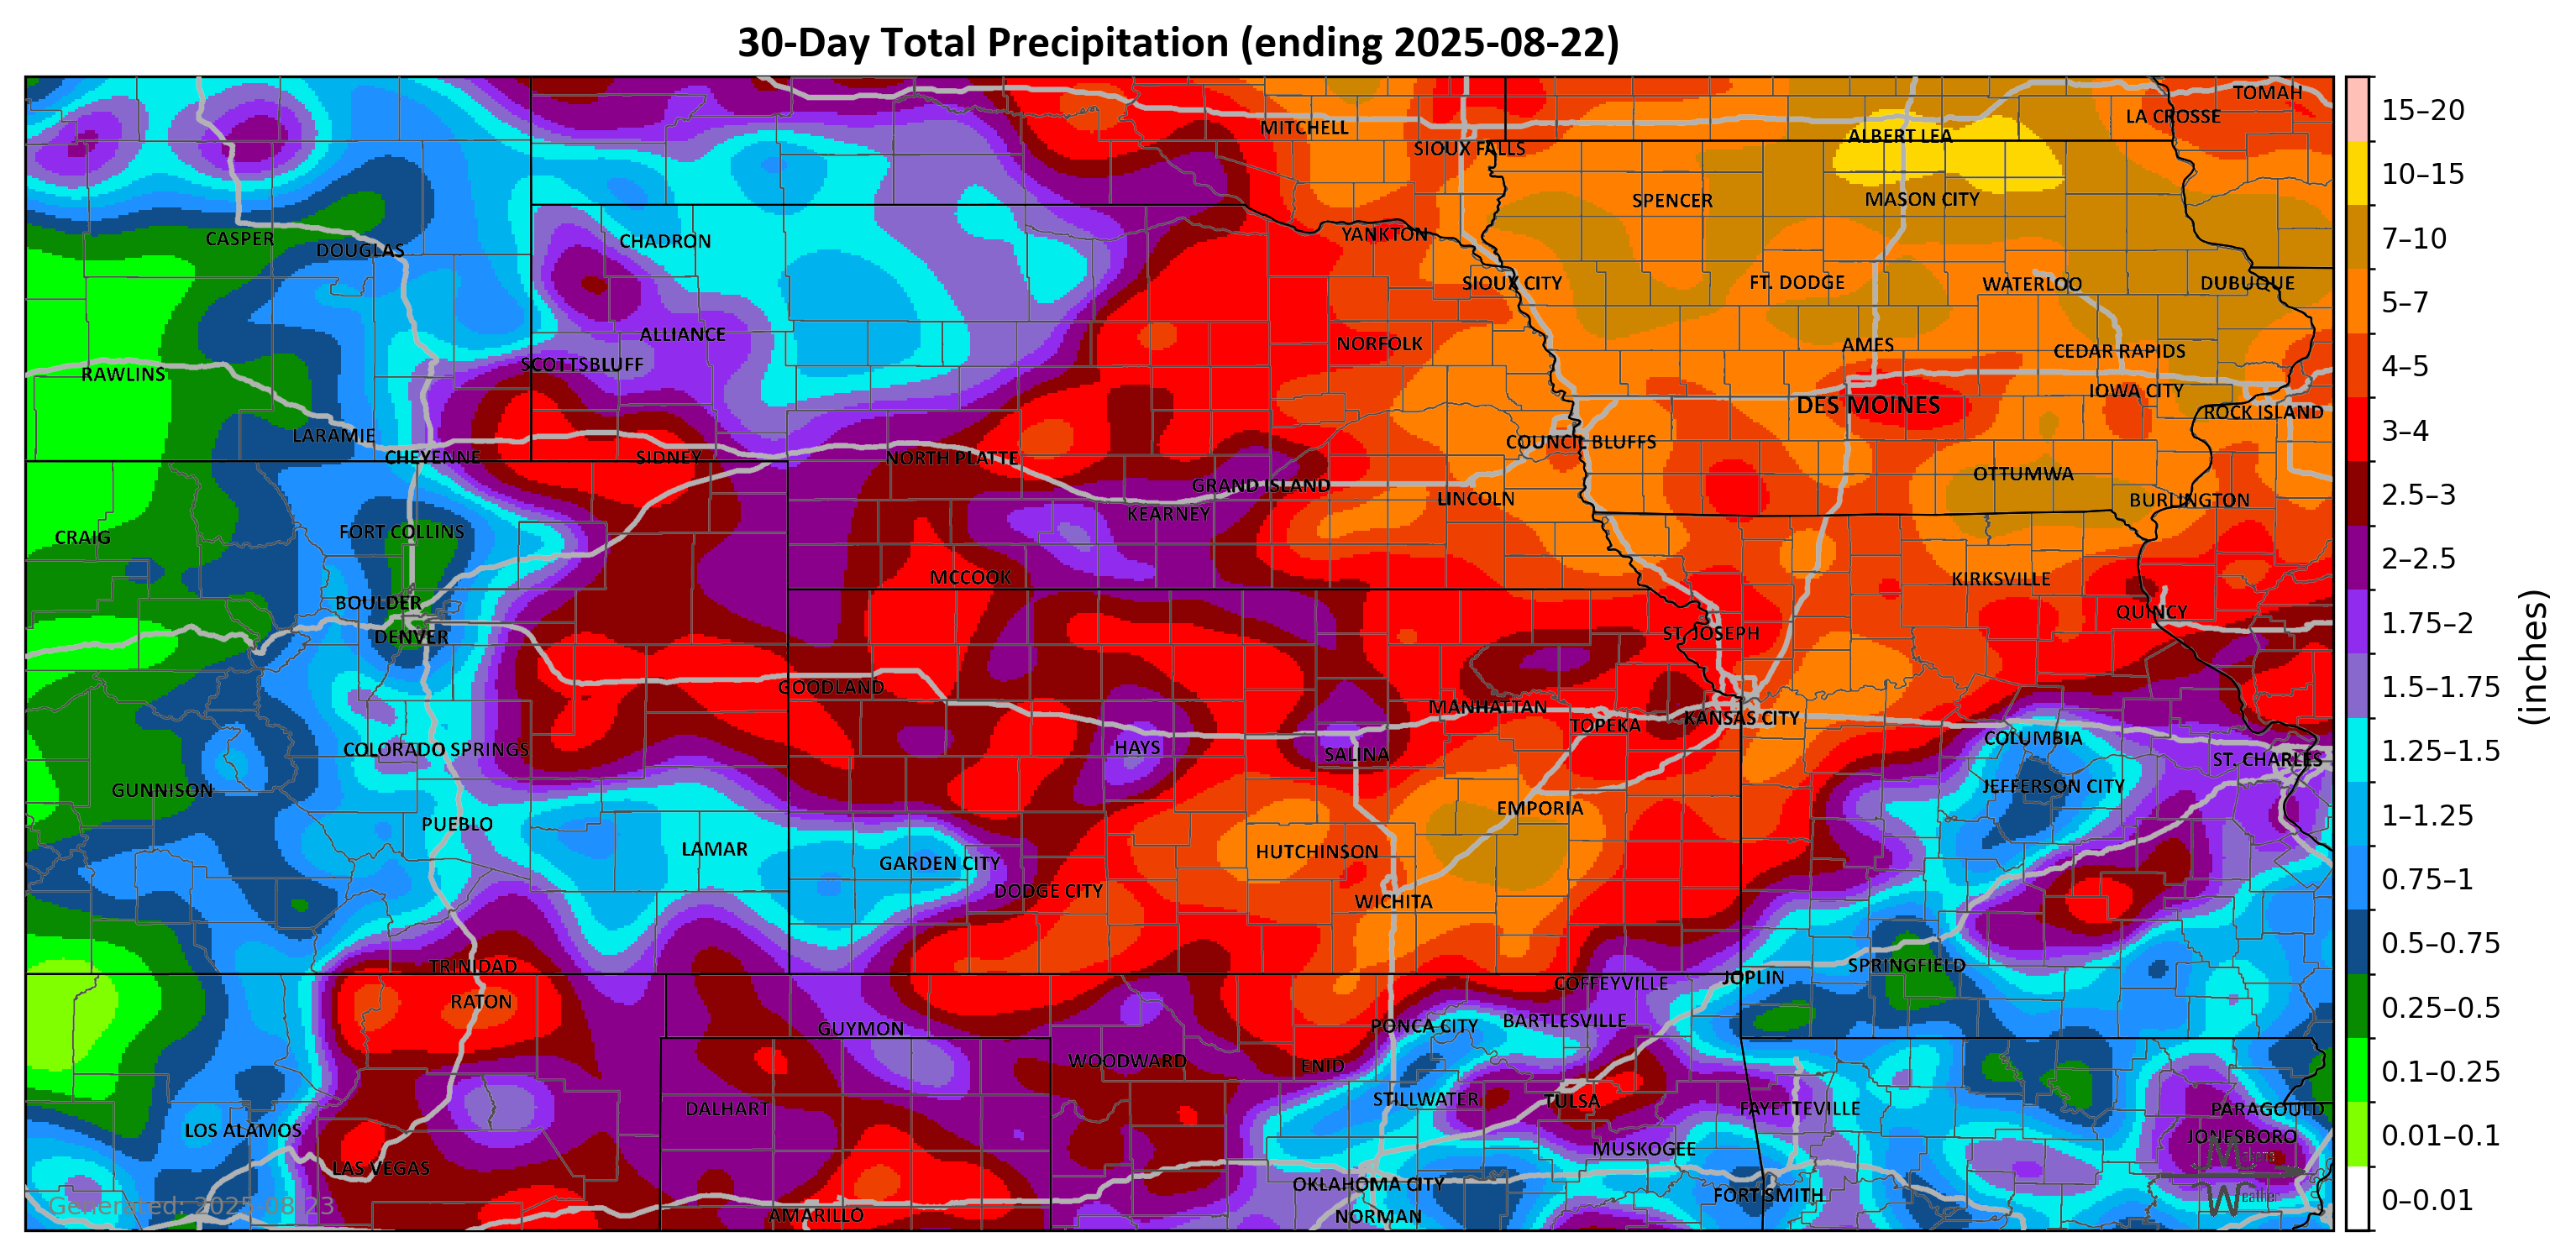 30-Day Total Precipitation (ending 2025-08-22)
TOMAH
LA CROSSE
MITCHELL
ALBERT LEA
SIOUX FALLS
SPENCER
MASON CITY
YANKTON
CASPER
DOUGLAS
CHADRON
SIOUX CITY
FT. DODGE
WATERLOO
DUBUQUE
ALLIANCE
NORFOLK
AMES
CEDAR RAPIDS
SCOTTSBLUFF
RAWLINS
IOWA CITY
DES MOINES
ROCK ISLAND
LARAMIE
COUNCIL BLUFFS
CHEYENNE
SIDNEY
NORTH PLATTE
OTTUMWA
GRAND ISLAND
LINCOLN
BURLINGTON
KEARNEY
CRAIG
FORT COLLINS
MCCOOK
KIRKSVILLE
BOULDER
QUINCY
DENVER
ST. JOSEPH
GOODLAND
MANHATTAN
TOPEKA
KANSAS CITY
COLUMBIA
COLORADO SPRINGS
HAYS
SALINA
ST. CHARLES
GUNNISON
JEFFERSON CITY
EMPORIA
PUEBLO
LAMAR
GARDEN CITY
HUTCHINSON
DODGE CITY
WICHITA
TRINIDAD
SPRINGFIELD
JOPLIN
COFFEYVILLE
RATON
GUYMON
PONCA CITY
BARTLESVILLE
WOODWARD
ENID
STILLWATER
TULSA
DALHART
FAYETTEVILLE
PARAGOULD
LOS ALAMOS
JONESBORO
MUSKOGEE
LAS VEGAS
OKLAHOMA CITY
FORT SMITH
AMARILLO
NORMAN
Generated: 2025-08-23
Weather
15–20
10–15
7–10
5–7
4–5
3–4
2.5–3
2–2.5
1.75–2
1.5–1.75
1.25–1.5
1–1.25
0.75–1
0.5–0.75
0.25–0.5
0.1–0.25
0.01–0.1
0–0.01
(inches)